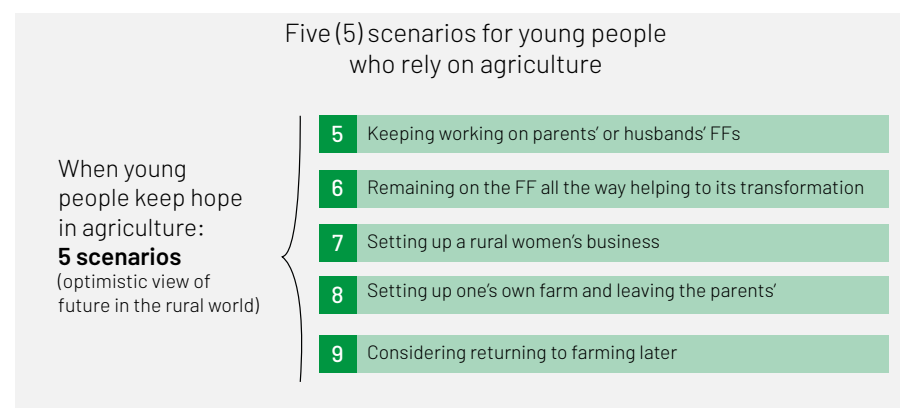 Five (5) scenarios for young people
who rely on agriculture
When young
people keep hope
in agriculture:
5 scenarios
(optimistic view of
future in the rural world)
5 Keeping working on parents’ or husbands’ FFs
6 Remaining on the FF all the way helping to its transformation
7 Setting up a rural women’s business
8 Setting up one’s own farm and leaving the parents’
9 Considering returning to farming later